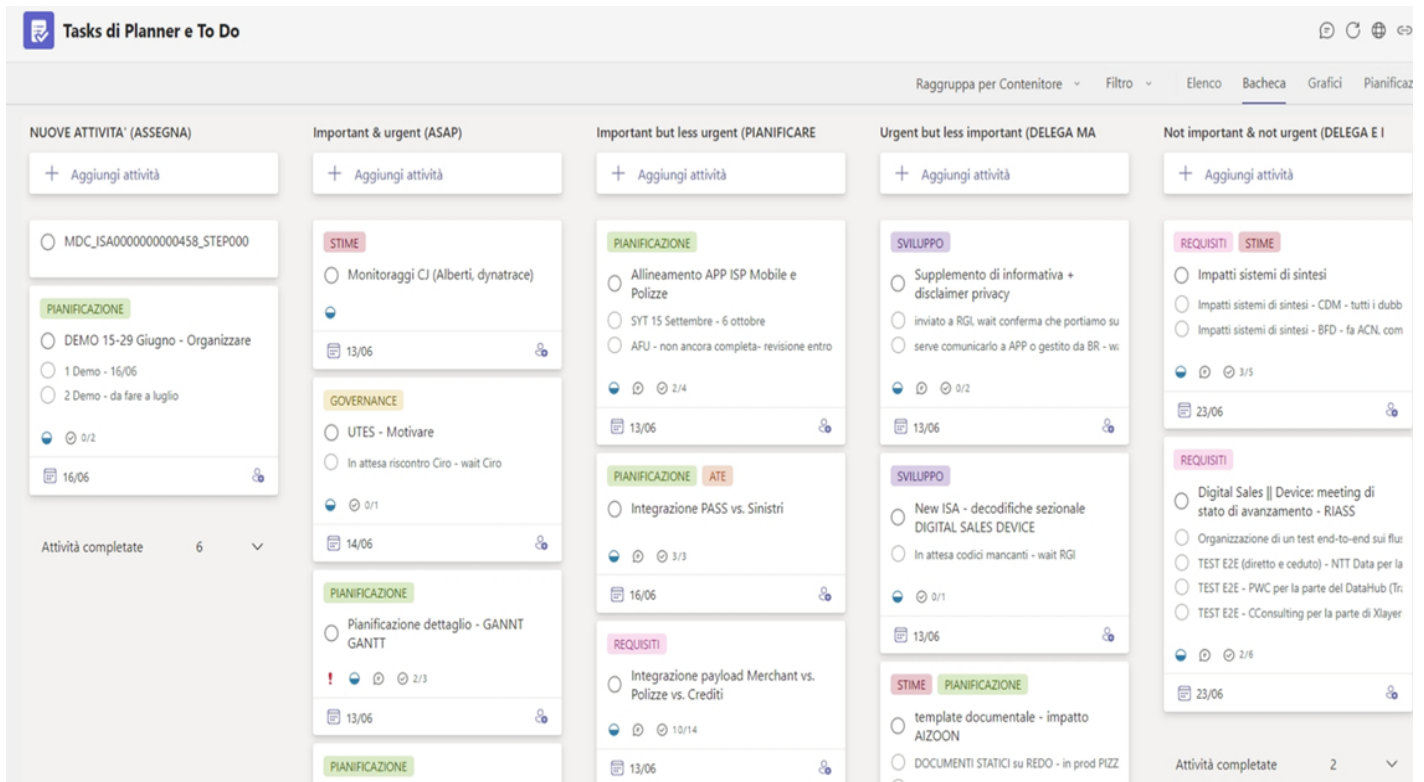 Tasks di Planner e To Do
Raggruppa per Contenitore
Filtro
Elenco
Bacheca
Grafici
Pianificaz
NUOVE ATTIVITA' (ASSEGNA)
Aggiungi attività
MDC_ISA0000000000458_STEP000
PIANIFICAZIONE
DEMO 15-29 Giugno - Organizzare
1 Demo - 16/06
2 Demo - da fare a luglio
0/2
16/06
Attività completate 6
Important & urgent (ASAP)
Aggiungi attività
STIME
Monitoraggi CJ (Alberti, dynatrace)
13/06
GOVERNANCE
UTES - Motivare
In attesa riscontro Ciro - wait Ciro
0/1
14/06
PIANIFICAZIONE
Pianificazione dettaglio - GANNT
GANTT
2/3
13/06
PIANIFICAZIONE
Important but less urgent (PIANIFICARE
Aggiungi attività
PIANIFICAZIONE
Allineamento APP ISP Mobile e
Polizze
SYT 15 Settembre - 6 ottobre
AFU - non ancora completa- revisione entro
2/4
13/06
PIANIFICAZIONE ATE
Integrazione PASS vs. Sinistri
3/3
16/06
REQUISITI
Integrazione payload Merchant vs.
Polizze vs. Crediti
10/14
13/06
Urgent but less important (DELEGA MA
Aggiungi attività
SVILUPPO
Supplemento di informativa +
disclaimer privacy
inviato a RGI, wait conferma che portiamo su
serve comunicarlo a APP o gestito da BR - wa
0/2
13/06
SVILUPPO
New ISA - decodifiche sezionale
DIGITAL SALES DEVICE
In attesa codici mancanti - wait RGI
0/1
13/06
STIME PIANIFICAZIONE
template documentale - impatto
AIZOON
DOCUMENTI STATICI su REDO - in prod PIZZ
Not important & not urgent (DELEGA E I
Aggiungi attività
REQUISITI STIME
Impatti sistemi di sintesi
Impatti sistemi di sintesi - CDM - tutti i dubb
Impatti sistemi di sintesi - BFD - fa ACN, com
3/5
23/06
REQUISITI
Digital Sales || Device: meeting di
stato di avanzamento - RIASS
Organizzazione di un test end-to-end sui flus
TEST E2E (diretto e ceduto) - NTT Data per la
TEST E2E - PWC per la parte del DataHub (Tra
TEST E2E - CConsulting per la parte di Xlayer
2/6
23/06
Attività completate 2